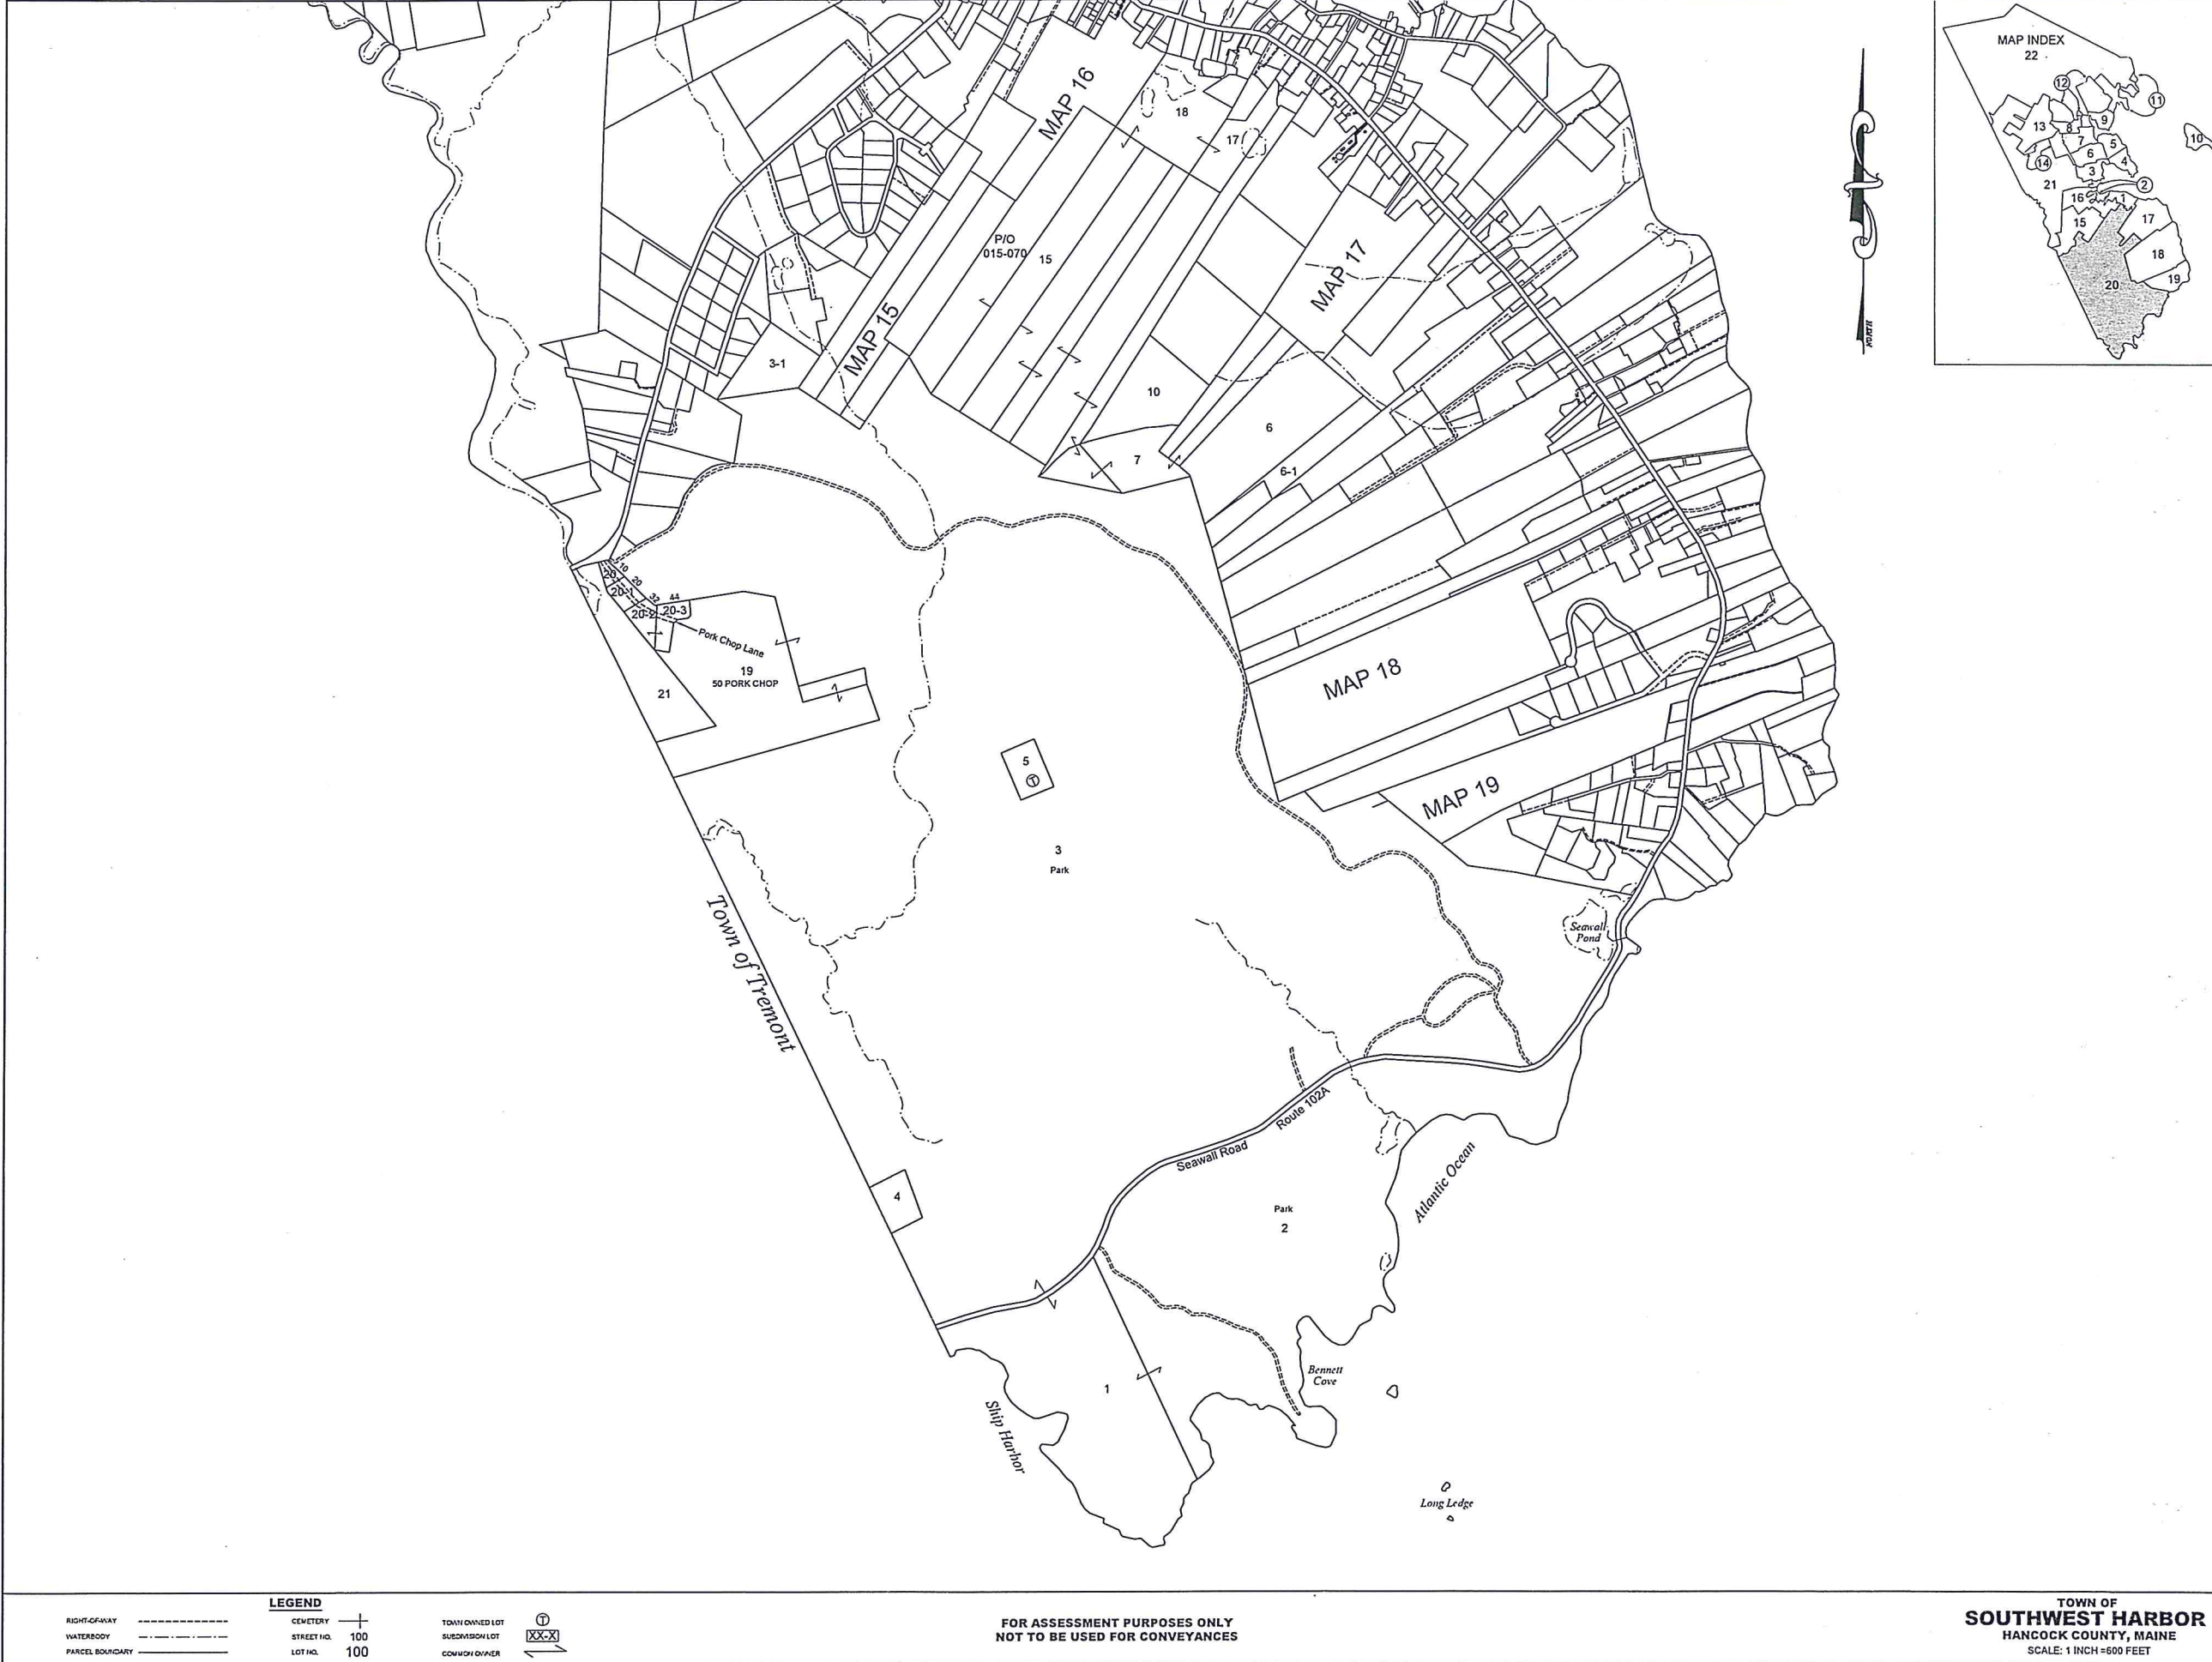 MAP INDEX
22
12
11
13
8
9
10
7
5
14
6
4
3
21
2
16
1
15
17
18
19
20
MAP 16
18
17
P/O
015-070
15
MAP 17
MAP 15
3-1
10
6
7
6-1
20
10
20
20-1
32
44
20-2
20-3
Pork Chop Lane
19
50 PORK CHOP
21
MAP 18
5
T
MAP 19
3
Park
Town of Tremont
Seawall
Pond
Route 102A
Seawall Road
4
Park
2
Atlantic Ocean
1
Bennett
Cove
Ship Harbor
Long Ledge
LEGEND
RIGHT-OF-WAY
WATERBODY
PARCEL BOUNDARY
CEMETERY
STREET NO. 100
LOT NO. 100
TOWN OWNED LOT T
SUBDIVISION LOT XX-X
COMMON OWNER
FOR ASSESSMENT PURPOSES ONLY
NOT TO BE USED FOR CONVEYANCES
TOWN OF
SOUTHWEST HARBOR
HANCOCK COUNTY, MAINE
SCALE: 1 INCH =600 FEET